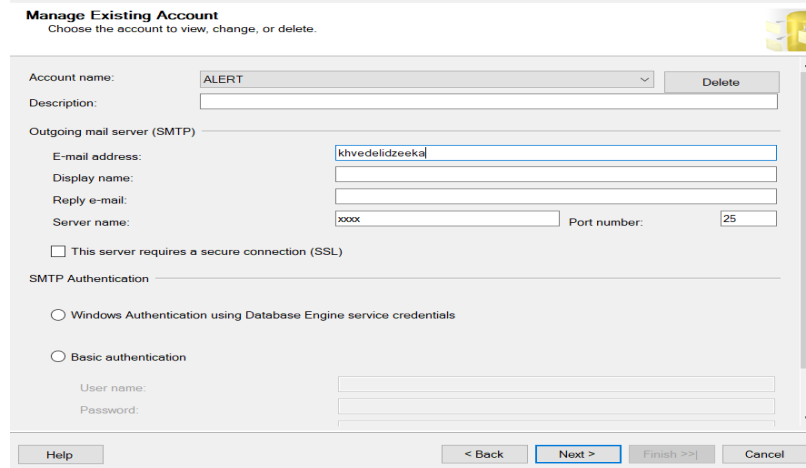 Manage Existing Account
Choose the account to view, change, or delete.
Account name: ALERT Delete
Description:
Outgoing mail server (SMTP)
E-mail address: khvedelidzeeka
Display name:
Reply e-mail:
Server name: xxxx Port number: 25
This server requires a secure connection (SSL)
SMTP Authentication
Windows Authentication using Database Engine service credentials
Basic authentication
User name:
Password:
Help < Back Next > Finish >>| Cancel